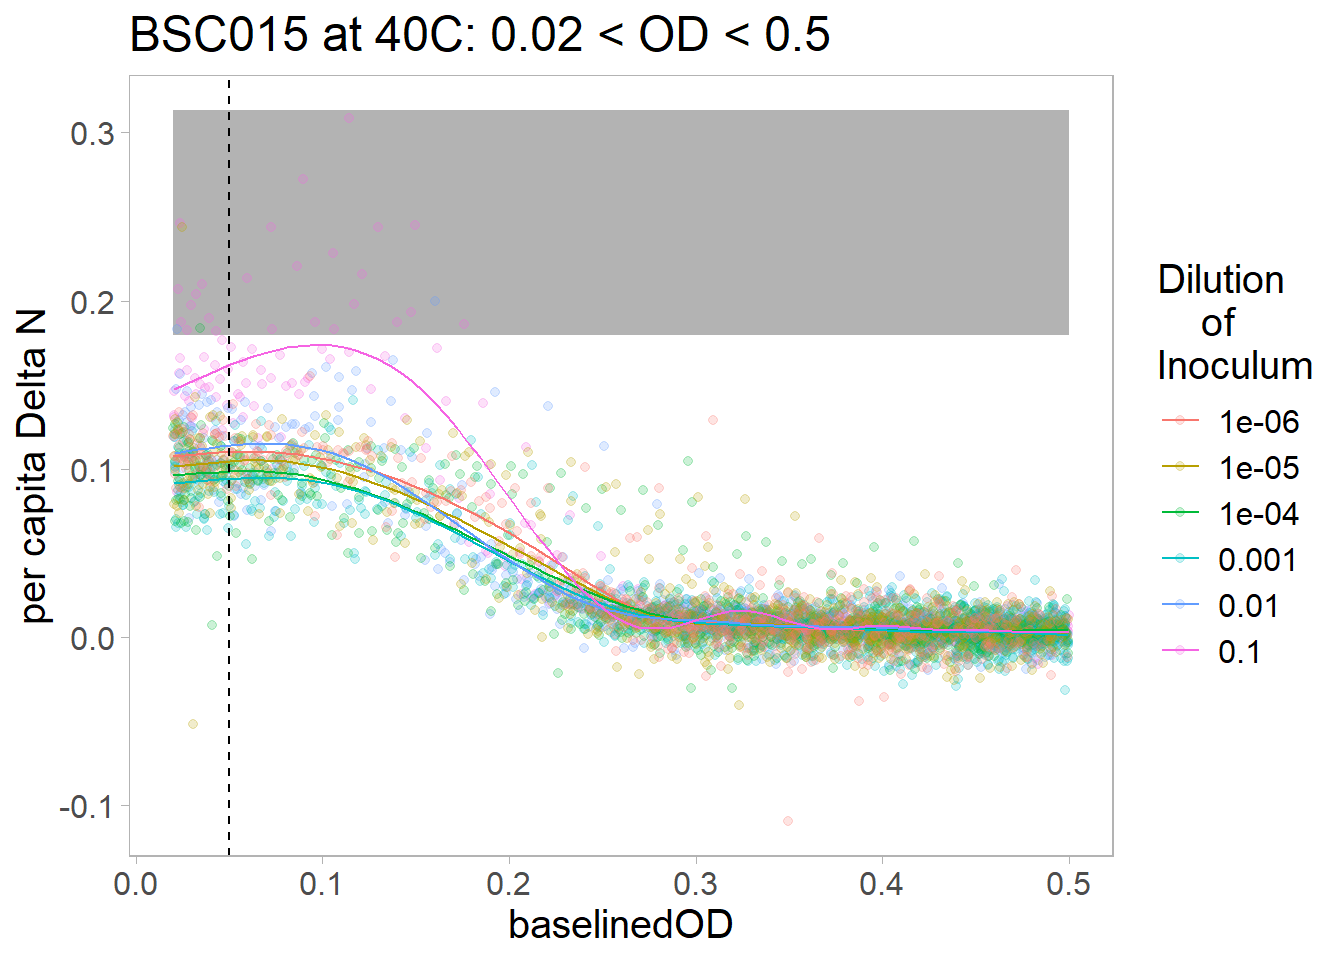 BSC015 at 40C: 0.02 < OD < 0.5
per capita Delta N
0.3
0.2
0.1
0.0
-0.1
0.0 0.1 0.2 0.3 0.4 0.5
baselinedOD
Dilution
of
Inoculum
1e-06
1e-05
1e-04
0.001
0.01
0.1